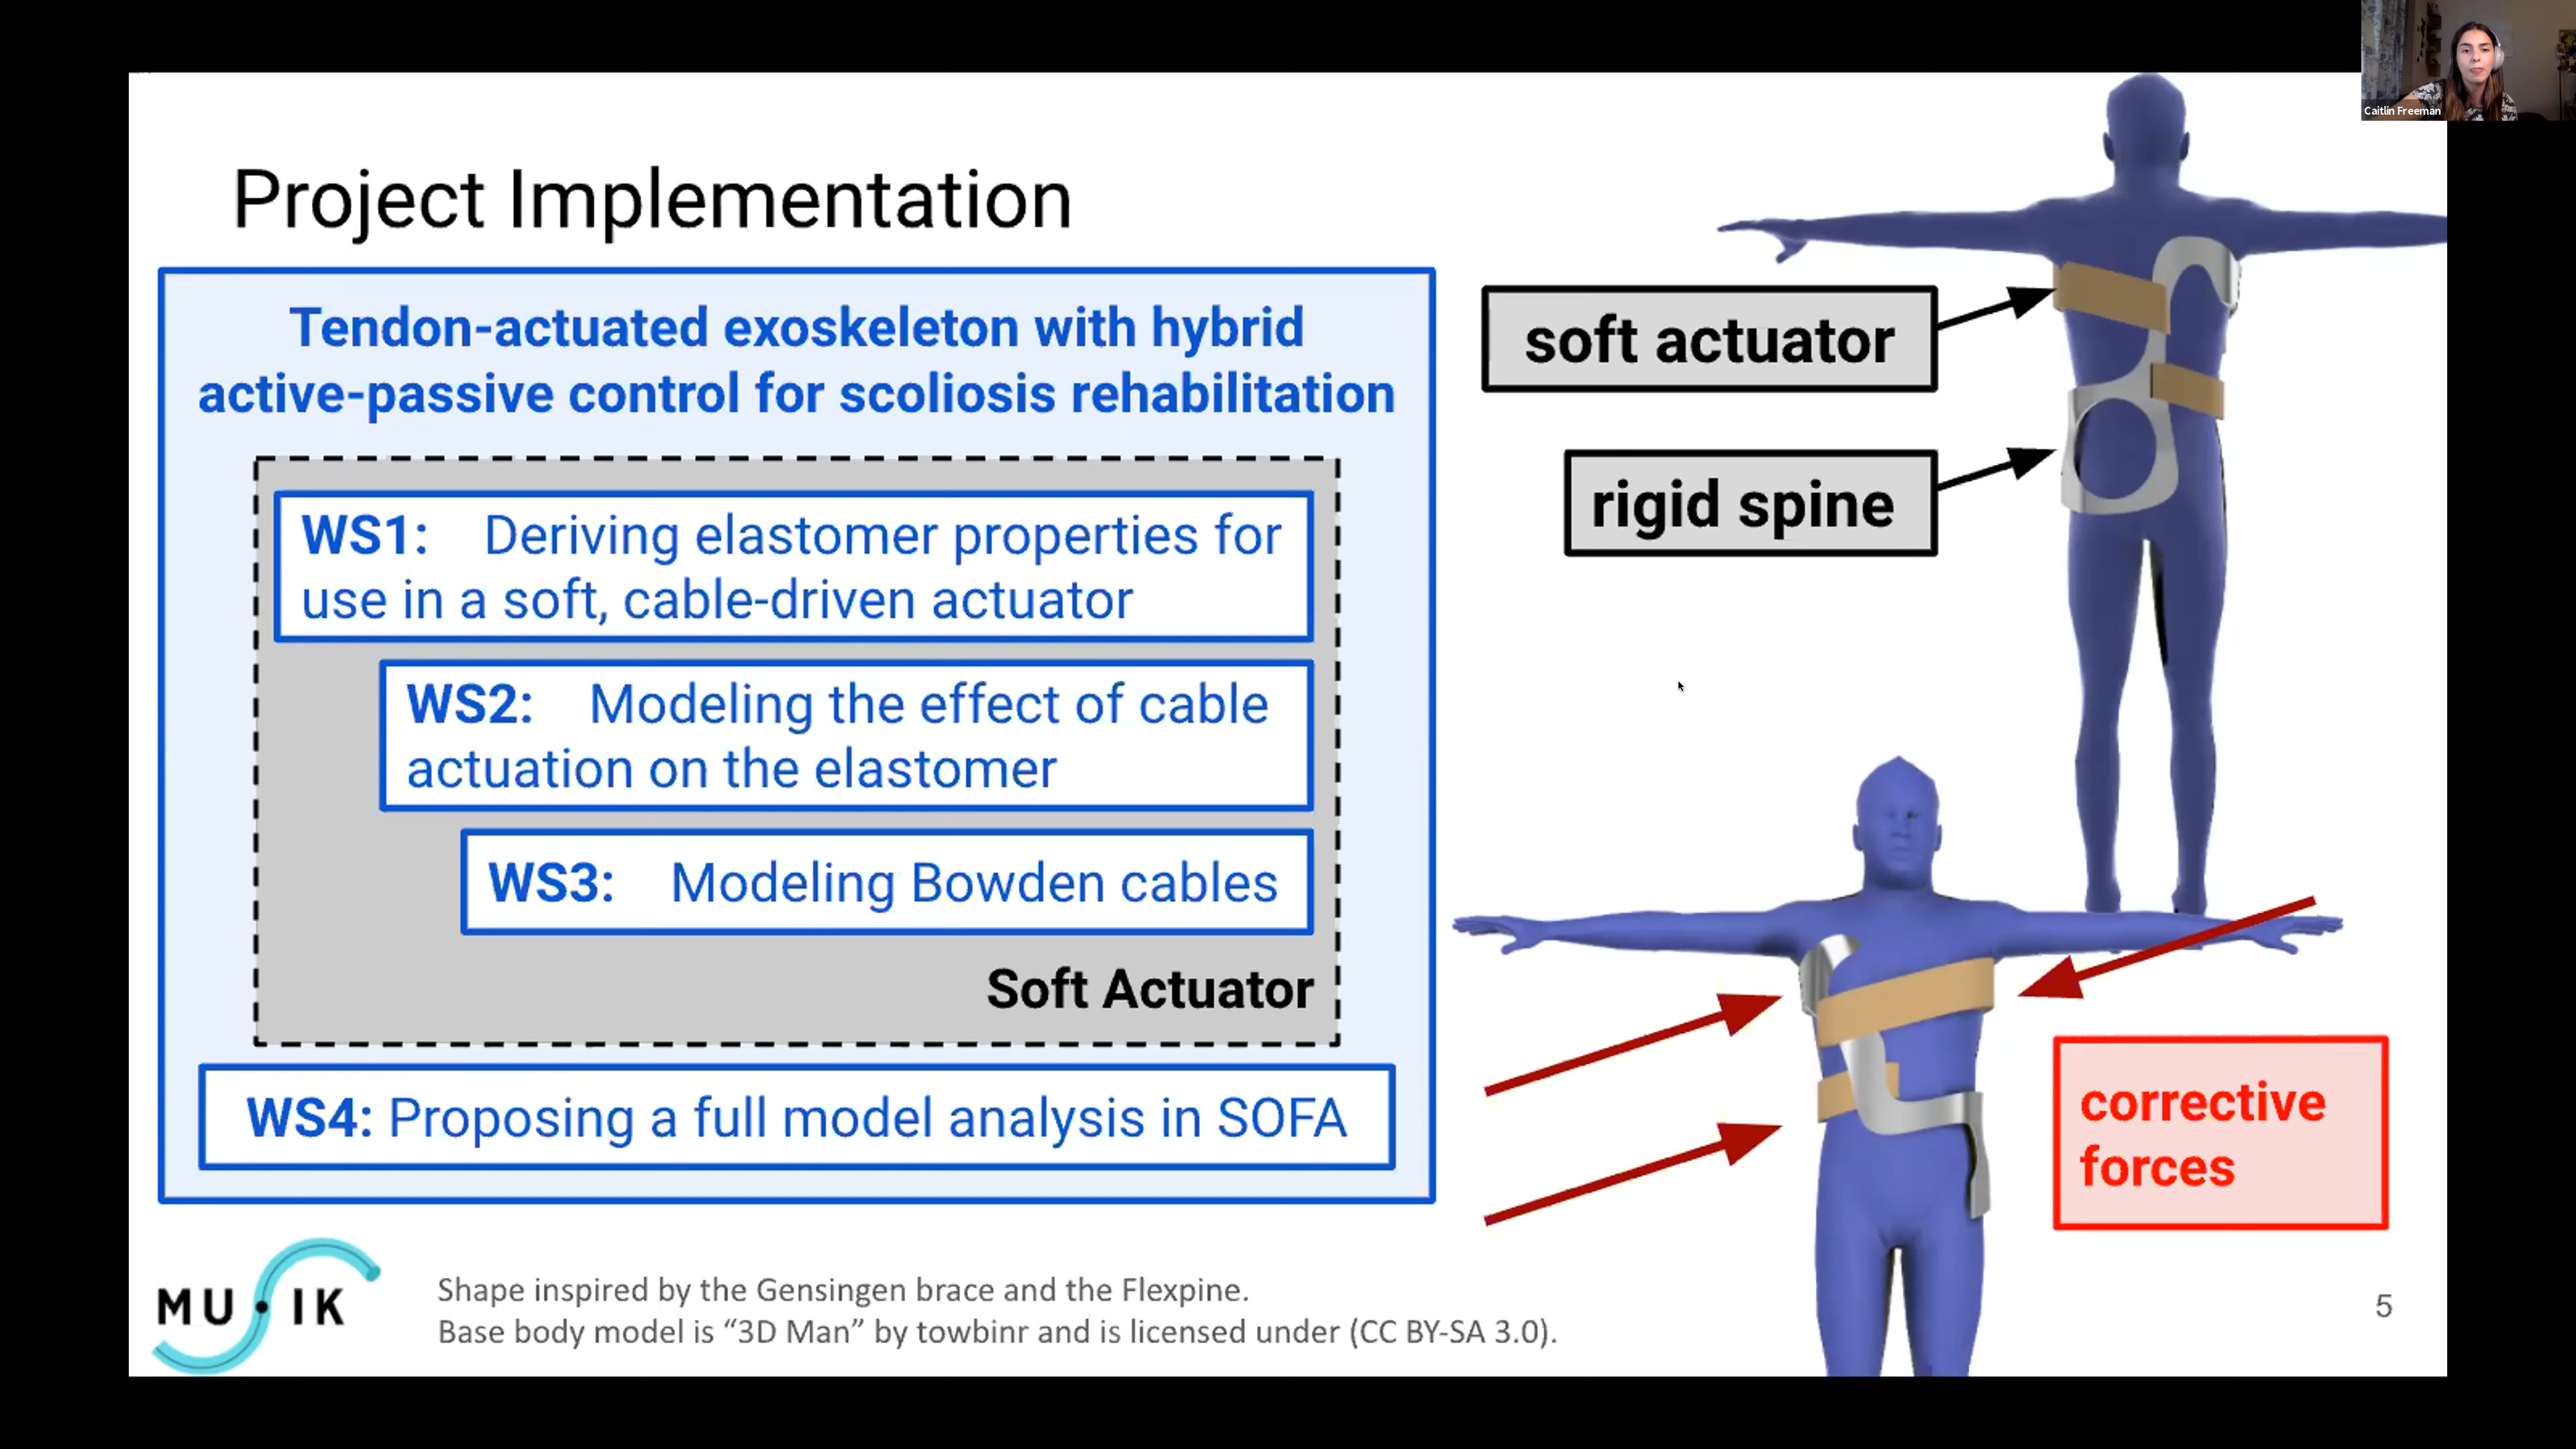 Caitlin Freeman
Project Implementation
Tendon-actuated exoskeleton with hybrid
active-passive control for scoliosis rehabilitation
WS1: Deriving elastomer properties for
use in a soft, cable-driven actuator
WS2: Modeling the effect of cable
actuation on the elastomer
WS3: Modeling Bowden cables
Soft Actuator
WS4: Proposing a full model analysis in SOFA
soft actuator
rigid spine
corrective
forces
MUSIK
Shape inspired by the Gensingen brace and the Flexpine.
Base body model is “3D Man” by towbinr and is licensed under (CC BY-SA 3.0).
5